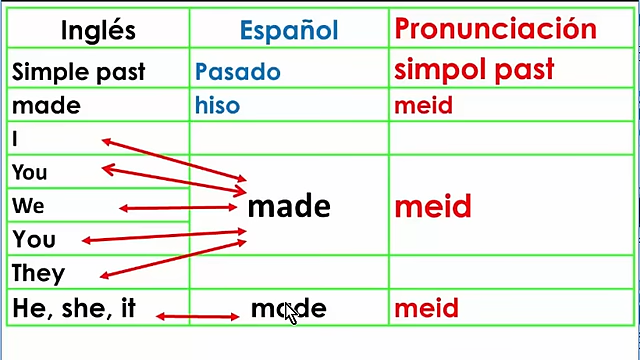 Inglés Español Pronunciación
Simple past Pasado simpol past
made hiso meid
I
You
We made meid
You
They
He, she, it made meid